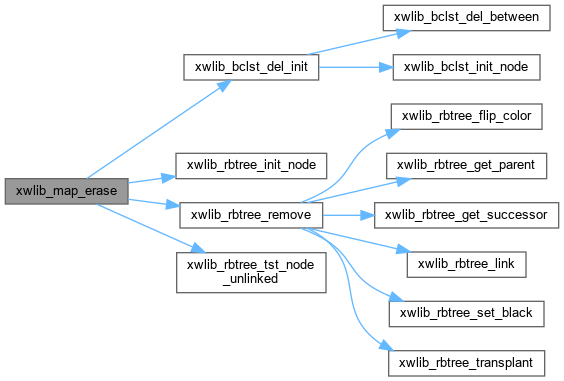 xwlib_map_erase
xwlib_bclst_del_init
xwlib_bclst_del_between
xwlib_bclst_init_node
xwlib_rbtree_init_node
xwlib_rbtree_remove
xwlib_rbtree_flip_color
xwlib_rbtree_get_parent
xwlib_rbtree_get_successor
xwlib_rbtree_link
xwlib_rbtree_set_black
xwlib_rbtree_transplant
xwlib_rbtree_tst_node
_unlinked